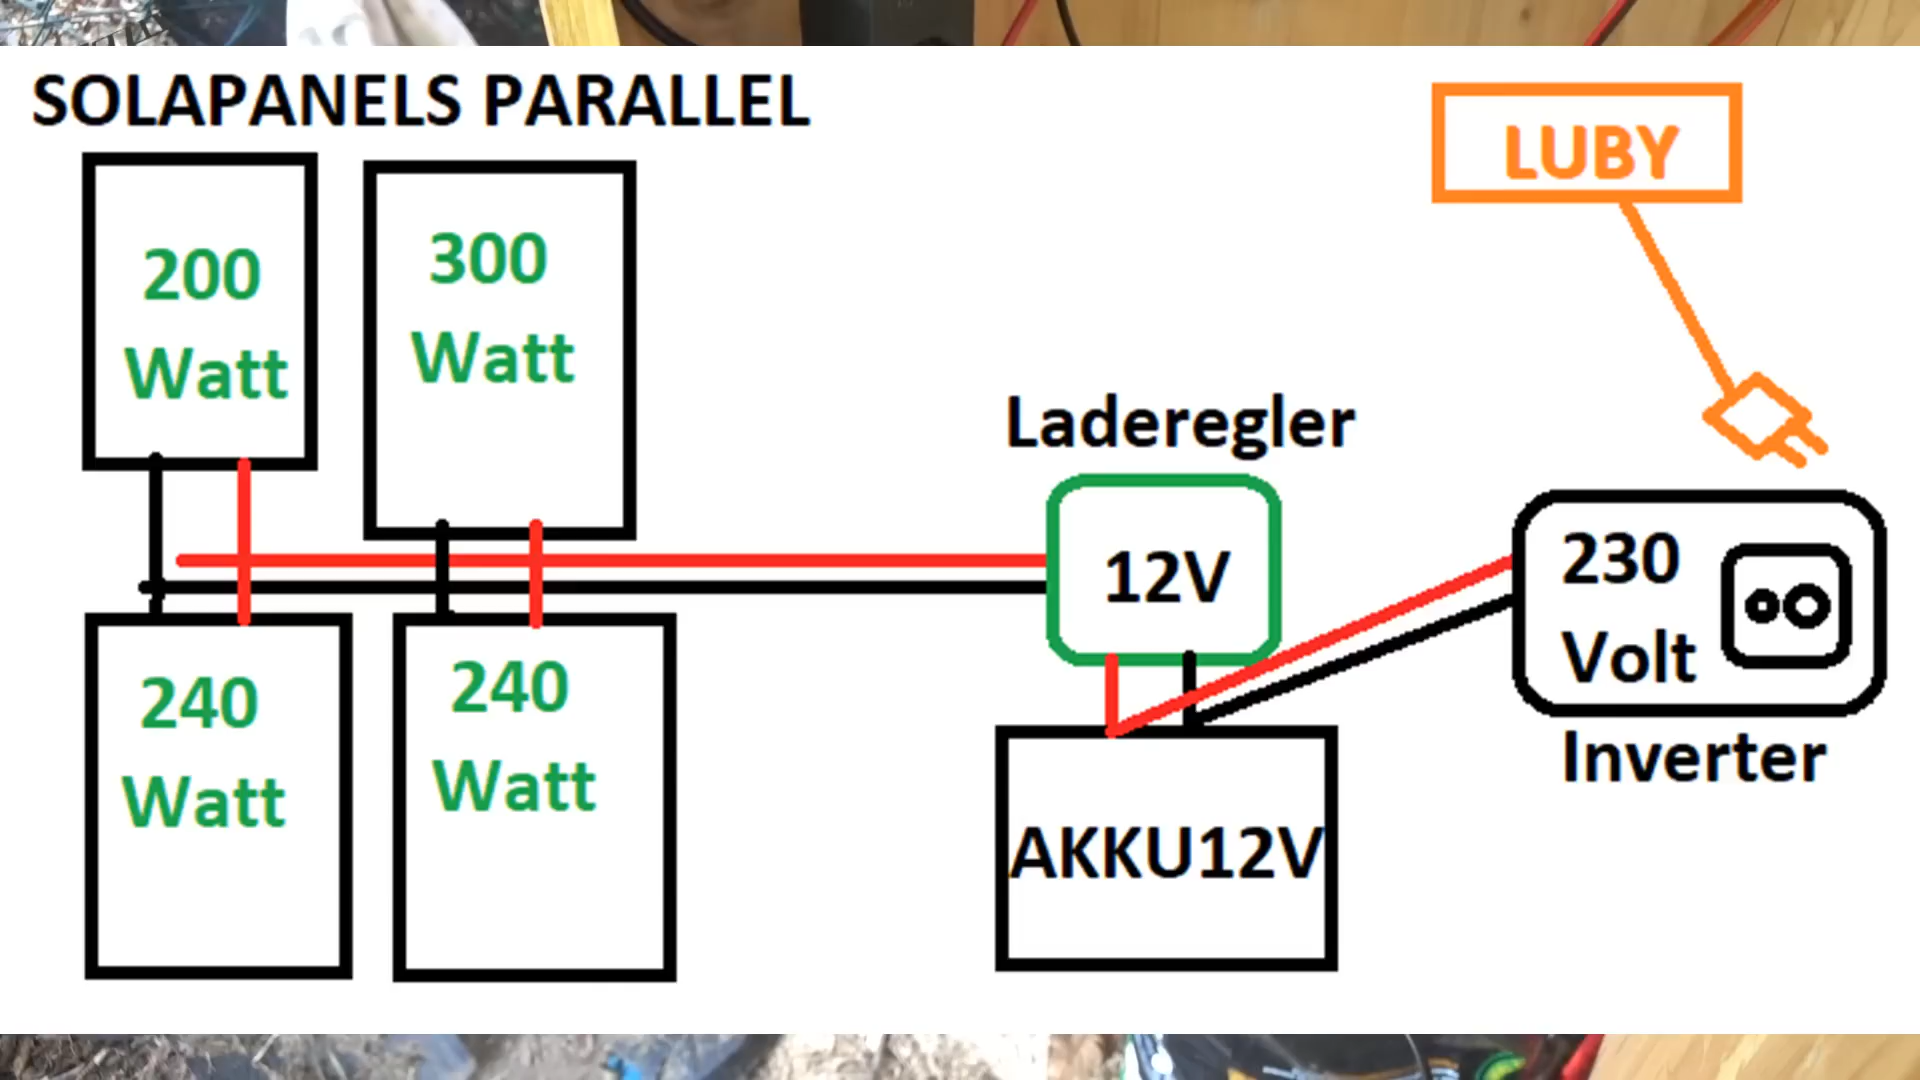 SOLAPANELS PARALLEL
LUBY
200
Watt
300
Watt
Laderegler
12V
230
Volt
Inverter
240
Watt
240
Watt
AKKU12V